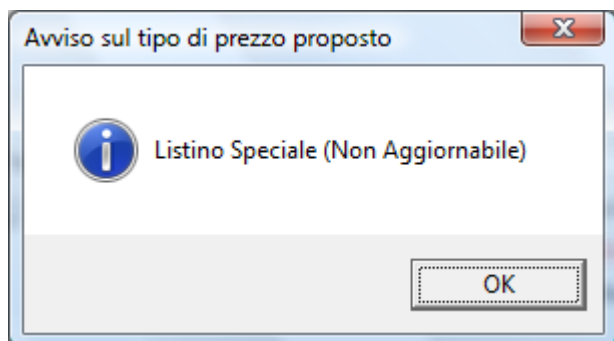 Avviso sul tipo di prezzo proposto
Listino Speciale (Non Aggiornabile)
OK